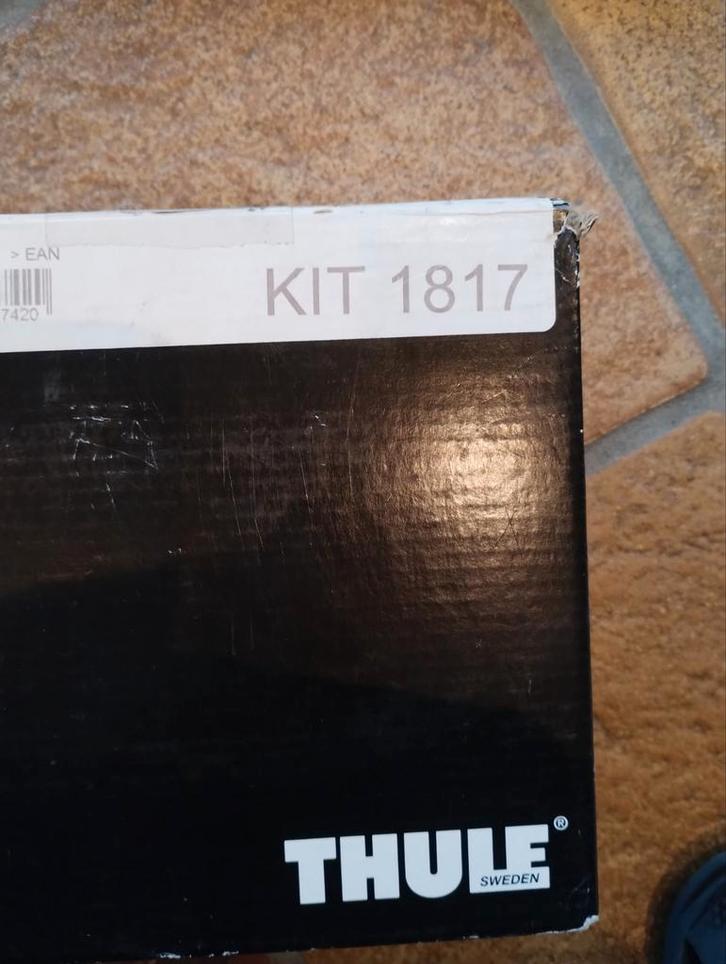 > EAN
KIT 1817
7420
THULE®
SWEDEN